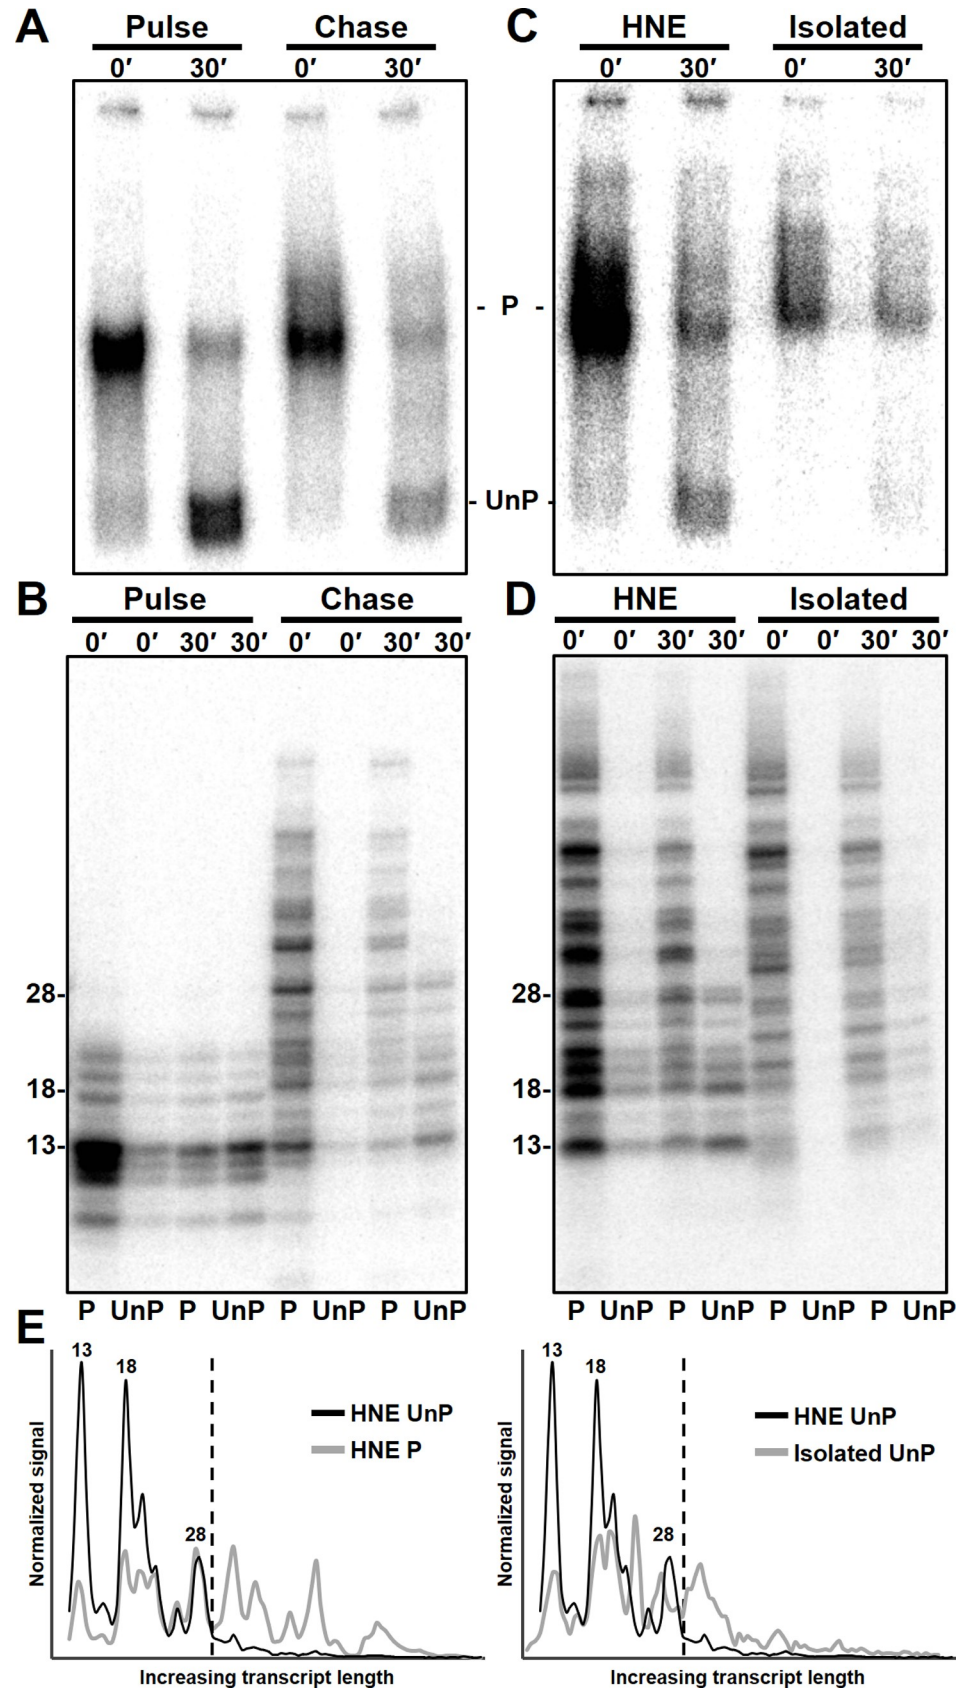 A Pulse Chase
0′ 30′ 0′ 30′
C HNE Isolated
0′ 30′ 0′ 30′
- P -
- UnP -
B Pulse Chase
0′ 0′ 30′ 30′ 0′ 0′ 30′ 30′
28-
18-
13-
P UnP P UnP P UnP P UnP
D HNE Isolated
0′ 0′ 30′ 30′ 0′ 0′ 30′ 30′
28-
18-
13-
P UnP P UnP P UnP P UnP
E
13
18
28
HNE UnP
HNE P
Normalized signal
Increasing transcript length
13
18
28
HNE UnP
Isolated UnP
Normalized signal
Increasing transcript length